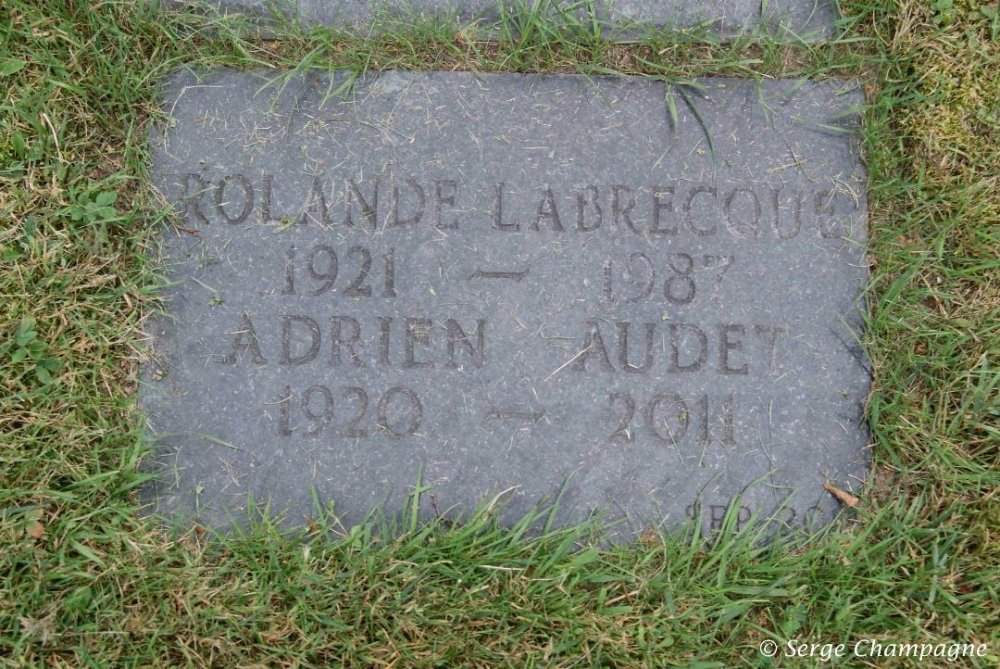 ROLANDE LABRECQUE
1921 — 1987
ADRIEN AUDET
1920 — 2011
© Serge Champagne